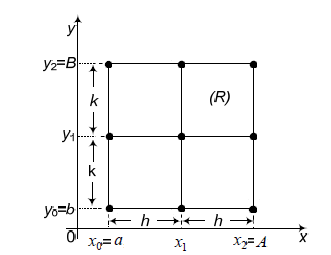 y
y₂=B
k
(R)
y₁
k
y₀=b
h h
0 x₀=a x₁ x₂=A x